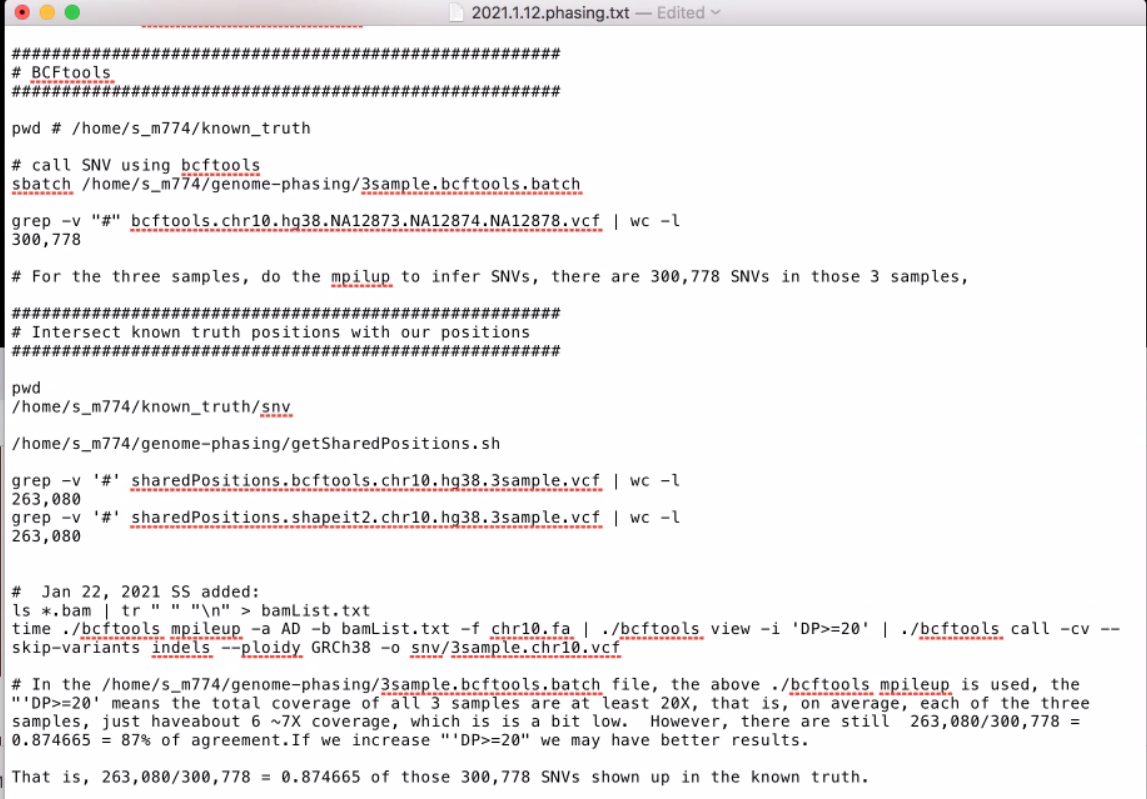 2021.1.12.phasing.txt — Edited
######################################################
# BCFtools
######################################################
pwd # /home/s_m774/known_truth
# call SNV using bcftools
sbatch /home/s_m774/genome-phasing/3sample.bcftools.batch
grep -v "#" bcftools.chr10.hg38.NA12873.NA12874.NA12878.vcf | wc -l
300,778
# For the three samples, do the mpilup to infer SNVs, there are 300,778 SNVs in those 3 samples,
######################################################
# Intersect known truth positions with our positions
######################################################
pwd
/home/s_m774/known_truth/snv
/home/s_m774/genome-phasing/getSharedPositions.sh
grep -v '#' sharedPositions.bcftools.chr10.hg38.3sample.vcf | wc -l
263,080
grep -v '#' sharedPositions.shapeit2.chr10.hg38.3sample.vcf | wc -l
263,080
#  Jan 22, 2021 SS added:
ls *.bam | tr " " "\n" > bamList.txt
time ./bcftools mpileup -a AD -b bamList.txt -f chr10.fa | ./bcftools view -i 'DP>=20' | ./bcftools call -cv --
skip-variants indels --ploidy GRCh38 -o snv/3sample.chr10.vcf
# In the /home/s_m774/genome-phasing/3sample.bcftools.batch file, the above ./bcftools mpileup is used, the
"'DP>=20' means the total coverage of all 3 samples are at least 20X, that is, on average, each of the three
samples, just haveabout 6 ~7X coverage, which is is a bit low.  However, there are still  263,080/300,778 =
0.874665 = 87% of agreement.If we increase "'DP>=20" we may have better results.
That is, 263,080/300,778 = 0.874665 of those 300,778 SNVs shown up in the known truth.